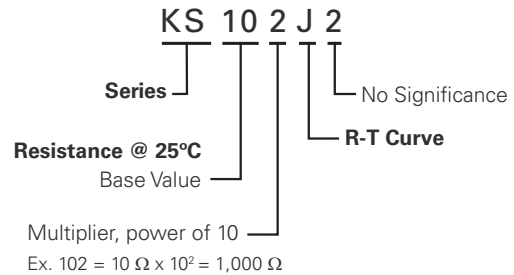 KS 10 2 J 2
Series
No Significance
R-T Curve
Resistance @ 25ºC
Base Value
Multiplier, power of 10
Ex. 102 = 10 Ω x 10² = 1,000 Ω